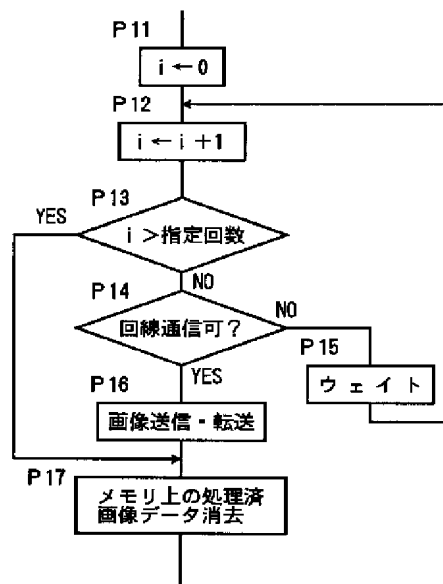 P11
i←0
P12
i←i+1
P13
YES
i>指定回数
NO
P14
回線通信可?
NO
P15
ウェイト
YES
P16
画像送信・転送
P17
メモリ上の処理済
画像データ消去